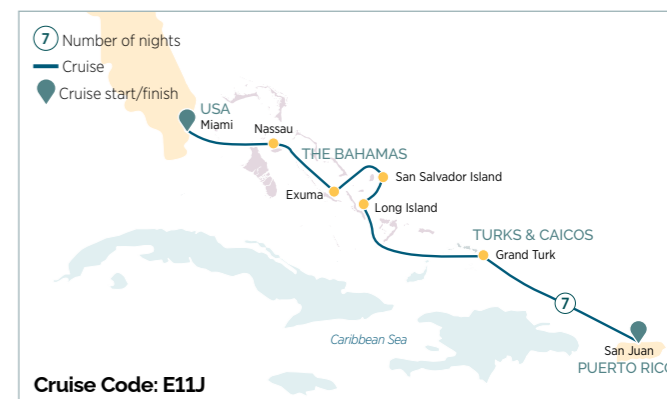 7 Number of nights
Cruise
Cruise start/finish
USA
Miami
Nassau
THE BAHAMAS
San Salvador Island
Exuma
Long Island
TURKS & CAICOS
Grand Turk
7
Caribbean Sea
San Juan
PUERTO RICO
Cruise Code: E11J